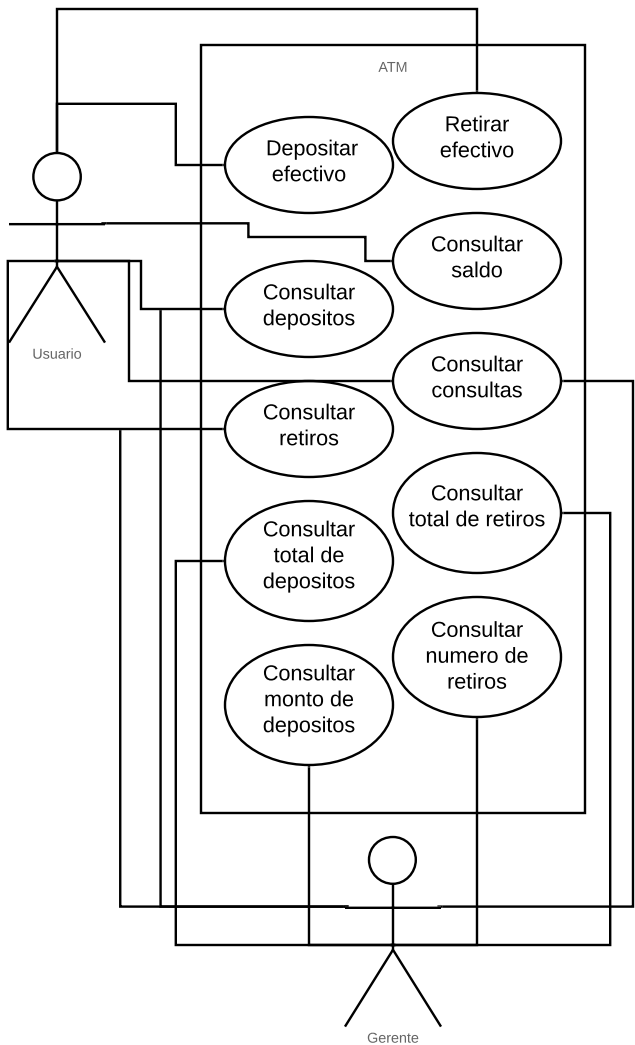 ATM
Retirar
efectivo
Depositar
efectivo
Consultar
saldo
Consultar
depositos
Usuario
Consultar
consultas
Consultar
retiros
Consultar
total de retiros
Consultar
total de
depositos
Consultar
numero de
retiros
Consultar
monto de
depositos
Gerente